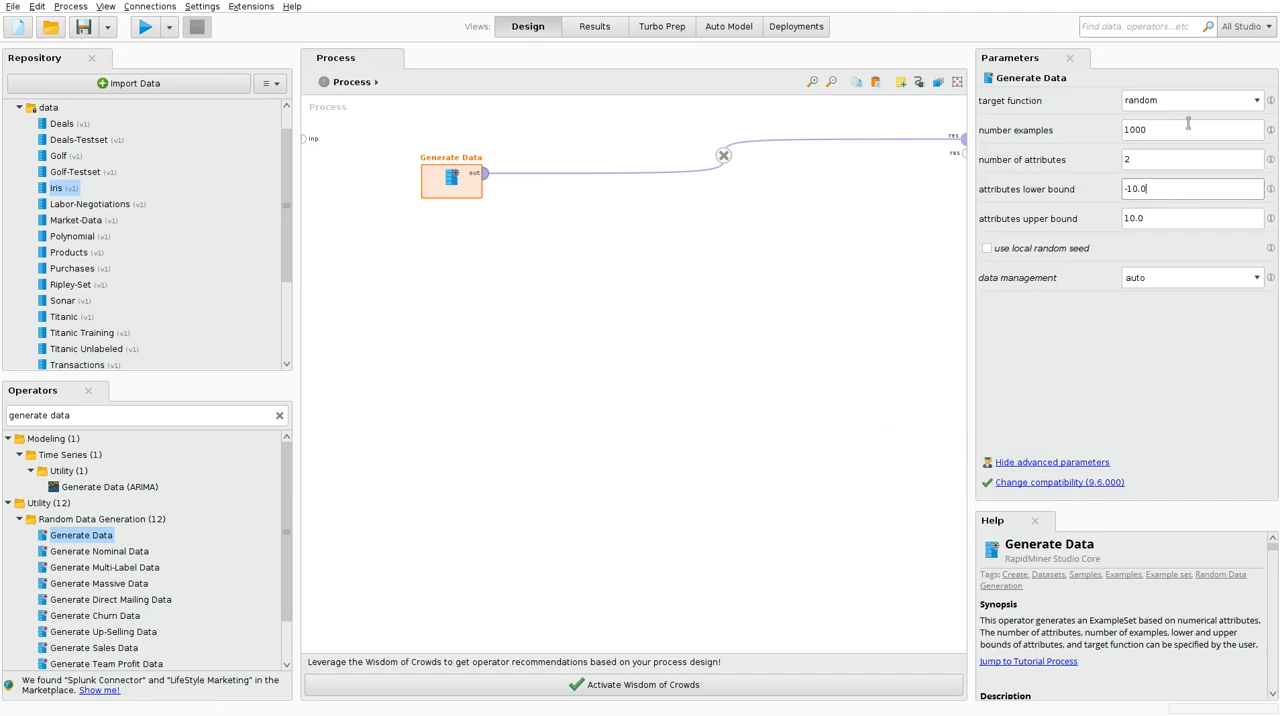 File Edit Process View Connections Settings Extensions Help
Views: Design Results Turbo Prep Auto Model Deployments
Find data, operators...etc All Studio
Repository
Import Data
data
Deals (v1)
Deals-Testset (v1)
Golf (v1)
Golf-Testset (v1)
Iris (v1)
Labor-Negotiations (v1)
Market-Data (v1)
Polynomial (v1)
Products (v1)
Purchases (v1)
Ripley-Set (v1)
Sonar (v1)
Titanic (v1)
Titanic Training (v1)
Titanic Unlabeled (v1)
Transactions (v1)
Operators
generate data
Modeling (1)
Time Series (1)
Utility (1)
Generate Data (ARIMA)
Utility (12)
Random Data Generation (12)
Generate Data
Generate Nominal Data
Generate Multi-Label Data
Generate Massive Data
Generate Direct Mailing Data
Generate Churn Data
Generate Up-Selling Data
Generate Sales Data
Generate Team Profit Data
We found "Splunk Connector" and "LifeStyle Marketing" in the
Marketplace. Show me!
Process
Process
Process
inp
Generate Data
out
res
res
Leverage the Wisdom of Crowds to get operator recommendations based on your process design!
Activate Wisdom of Crowds
Parameters
Generate Data
target function random
number examples 1000
number of attributes 2
attributes lower bound -10.0
attributes upper bound 10.0
use local random seed
data management auto
Hide advanced parameters
Change compatibility (9.6.000)
Help
Generate Data
RapidMiner Studio Core
Tags: Create, Datasets, Samples, Examples, Example set, Random Data
Generation
Synopsis
This operator generates an ExampleSet based on numerical attributes.
The number of attributes, number of examples, lower and upper
bounds of attributes, and target function can be specified by the user.
Jump to Tutorial Process
Description